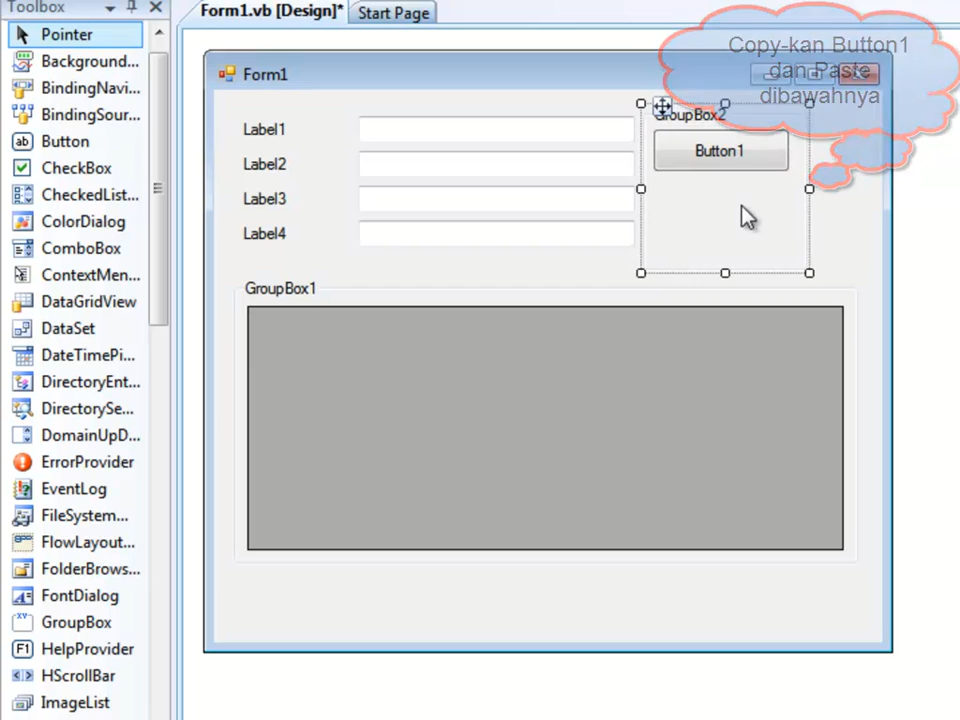 Toolbox
Form1.vb [Design]*
Start Page
Pointer
Background...
BindingNavi...
BindingSour...
Button
CheckBox
CheckedList...
ColorDialog
ComboBox
ContextMen...
DataGridView
DataSet
DateTimePi...
DirectoryEnt...
DirectorySe...
DomainUpD...
ErrorProvider
EventLog
FileSystem...
FlowLayout...
FolderBrows...
FontDialog
GroupBox
HelpProvider
HScrollBar
ImageList
Form1
Copy-kan Button1
dan Paste
dibawahnya
Label1
Label2
Label3
Label4
GroupBox2
Button1
GroupBox1